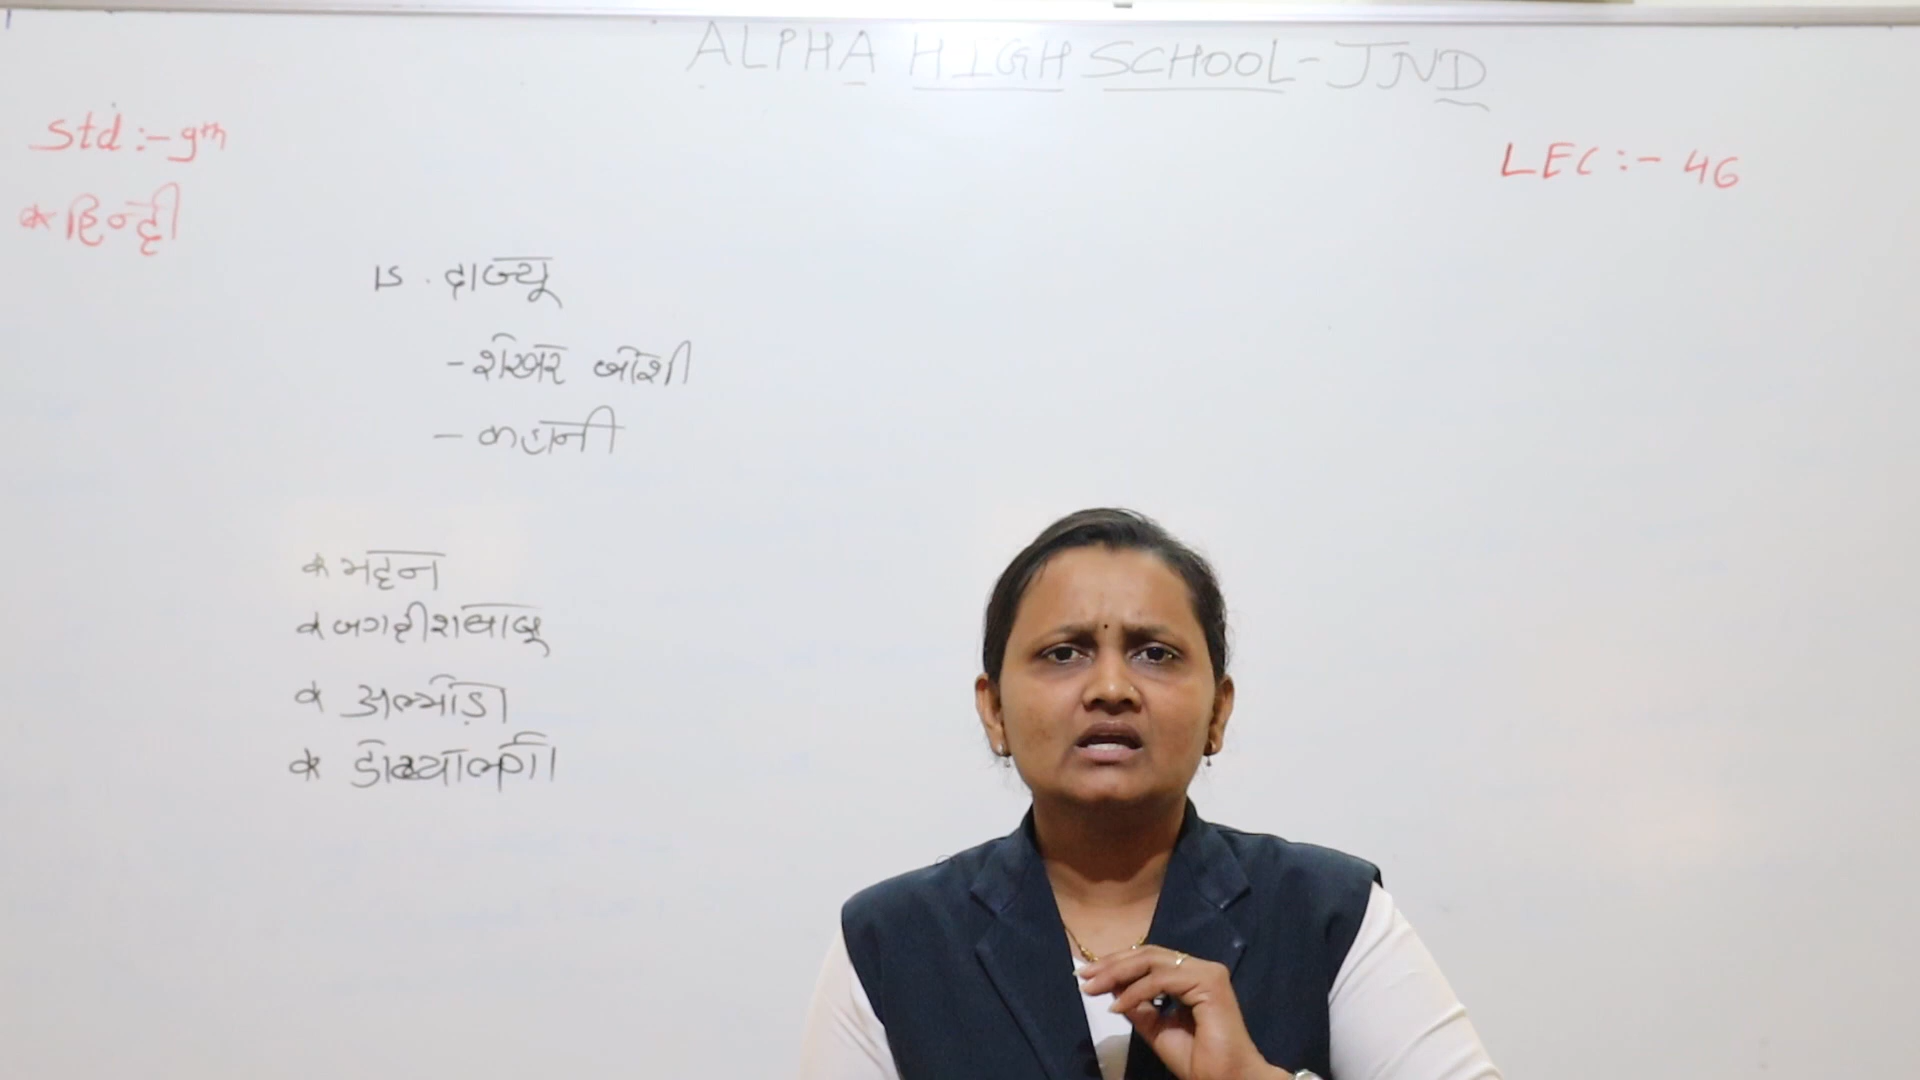 ALPHA HIGH SCHOOL - JND
Std :- 9th
LEC :- 46
* हिन्दी
15. दाज्यू
- शेखर जोशी
- कहानी
* मदन
* जगदीशबाबू
* अल्मोड़ा